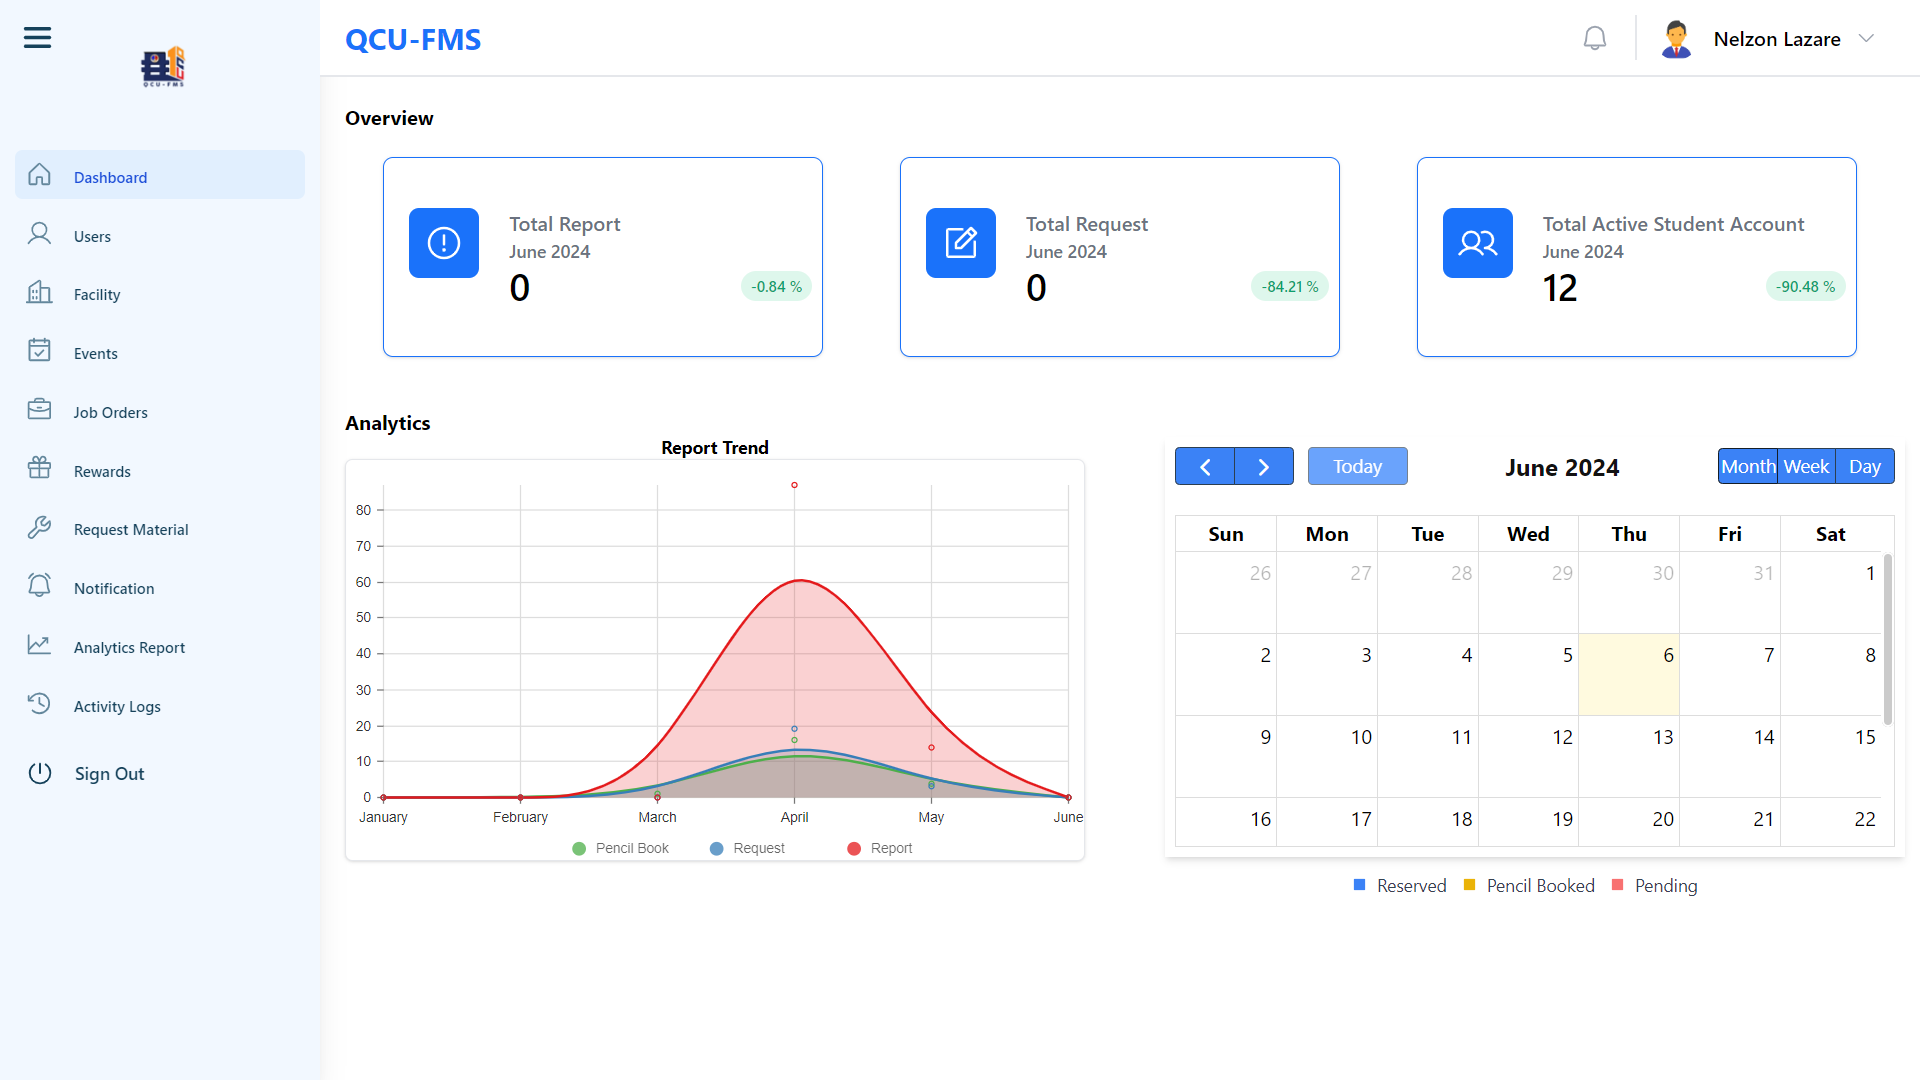 QCU-FMS
Dashboard
Users
Facility
Events
Job Orders
Rewards
Request Material
Notification
Analytics Report
Activity Logs
Sign Out
QCU-FMS
Nelzon Lazare
Overview
Total Report
June 2024
0
-0.84 %
Total Request
June 2024
0
-84.21 %
Total Active Student Account
June 2024
12
-90.48 %
Analytics
Report Trend
80
70
60
50
40
30
20
10
0
January February March April May June
Pencil Book Request Report
Today
June 2024
Month Week Day
Sun Mon Tue Wed Thu Fri Sat
26 27 28 29 30 31 1
2 3 4 5 6 7 8
9 10 11 12 13 14 15
16 17 18 19 20 21 22
Reserved Pencil Booked Pending